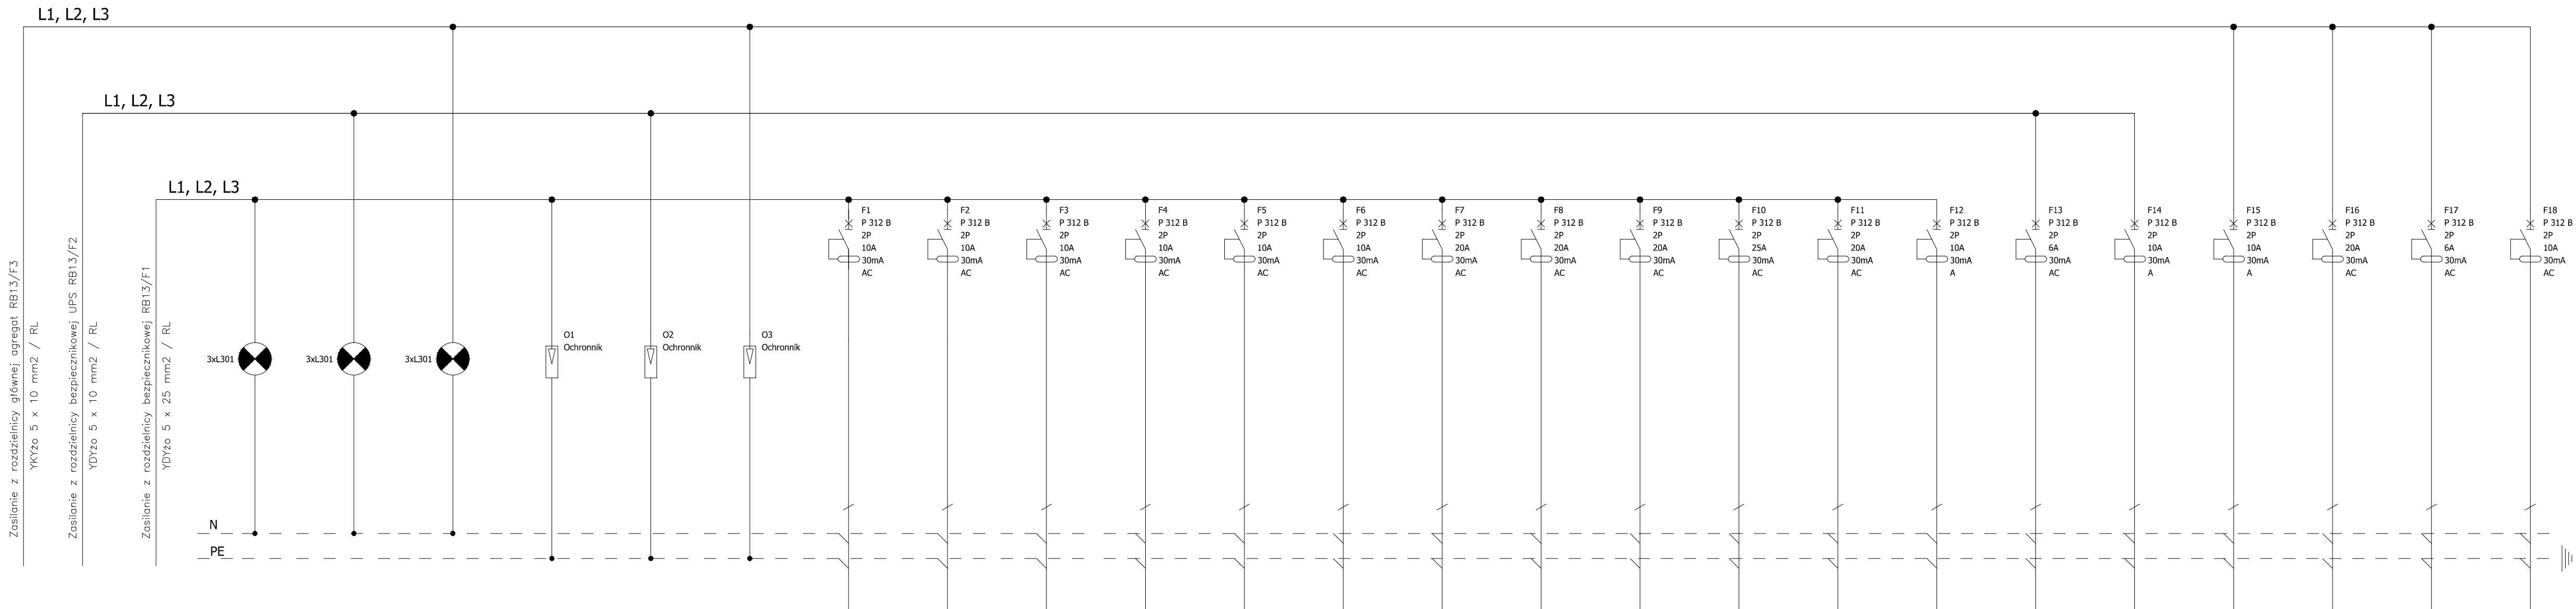 L1, L2, L3
L1, L2, L3
L1, L2, L3
Zasilanie z rozdzielnicy głównej agregat RB13/F3
YKYżo 5 x 10 mm2 / RL
Zasilanie z rozdzielnicy bezpiecznikowej UPS RB13/F2
YDYżo 5 x 10 mm2 / RL
Zasilanie z rozdzielnicy bezpiecznikowej RB13/F1
YDYżo 5 x 25 mm2 / RL
3xL301
3xL301
3xL301
O1
Ochronnik
O2
Ochronnik
O3
Ochronnik
F1
P 312 B
2P
10A
30mA
AC
F2
P 312 B
2P
10A
30mA
AC
F3
P 312 B
2P
10A
30mA
AC
F4
P 312 B
2P
10A
30mA
AC
F5
P 312 B
2P
10A
30mA
AC
F6
P 312 B
2P
10A
30mA
AC
F7
P 312 B
2P
20A
30mA
AC
F8
P 312 B
2P
20A
30mA
AC
F9
P 312 B
2P
20A
30mA
AC
F10
P 312 B
2P
25A
30mA
AC
F11
P 312 B
2P
20A
30mA
AC
F12
P 312 B
2P
10A
30mA
A
F13
P 312 B
2P
6A
30mA
AC
F14
P 312 B
2P
10A
30mA
A
F15
P 312 B
2P
10A
30mA
A
F16
P 312 B
2P
20A
30mA
AC
F17
P 312 B
2P
6A
30mA
AC
F18
P 312 B
2P
10A
30mA
AC
N
PE